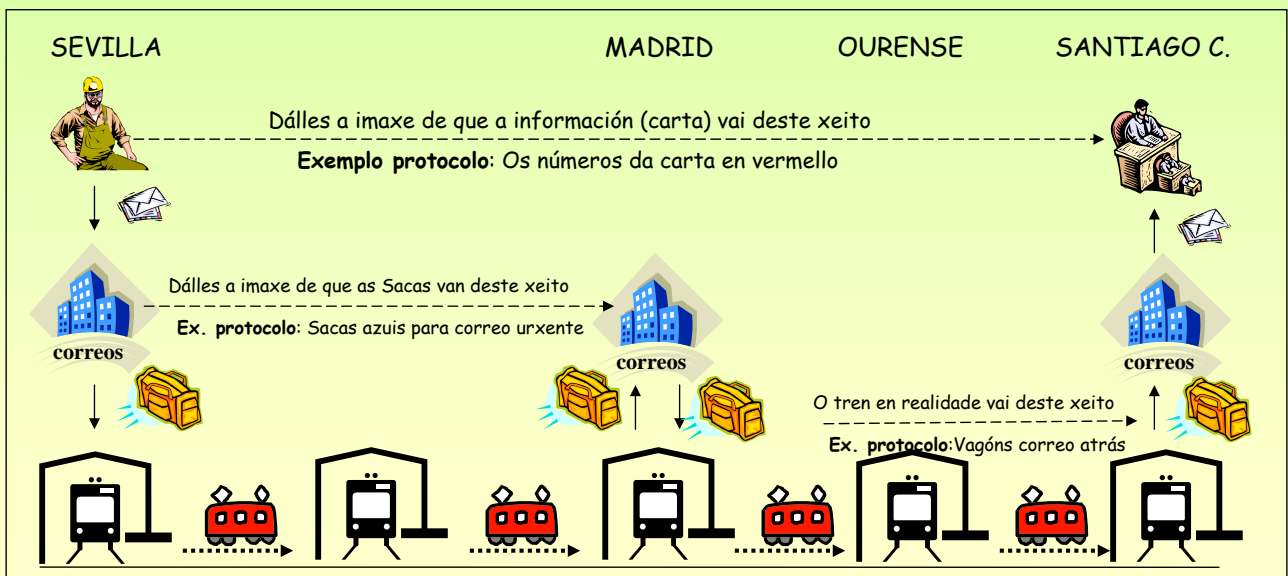 SEVILLA MADRID OURENSE SANTIAGO C.
Dálles a imaxe de que a información (carta) vai deste xeito
Exemplo protocolo: Os números da carta en vermello
Dálles a imaxe de que as Sacas van deste xeito
Ex. protocolo: Sacas azuis para correo urxente
correos correos correos
O tren en realidade vai deste xeito
Ex. protocolo:Vagóns correo atrás